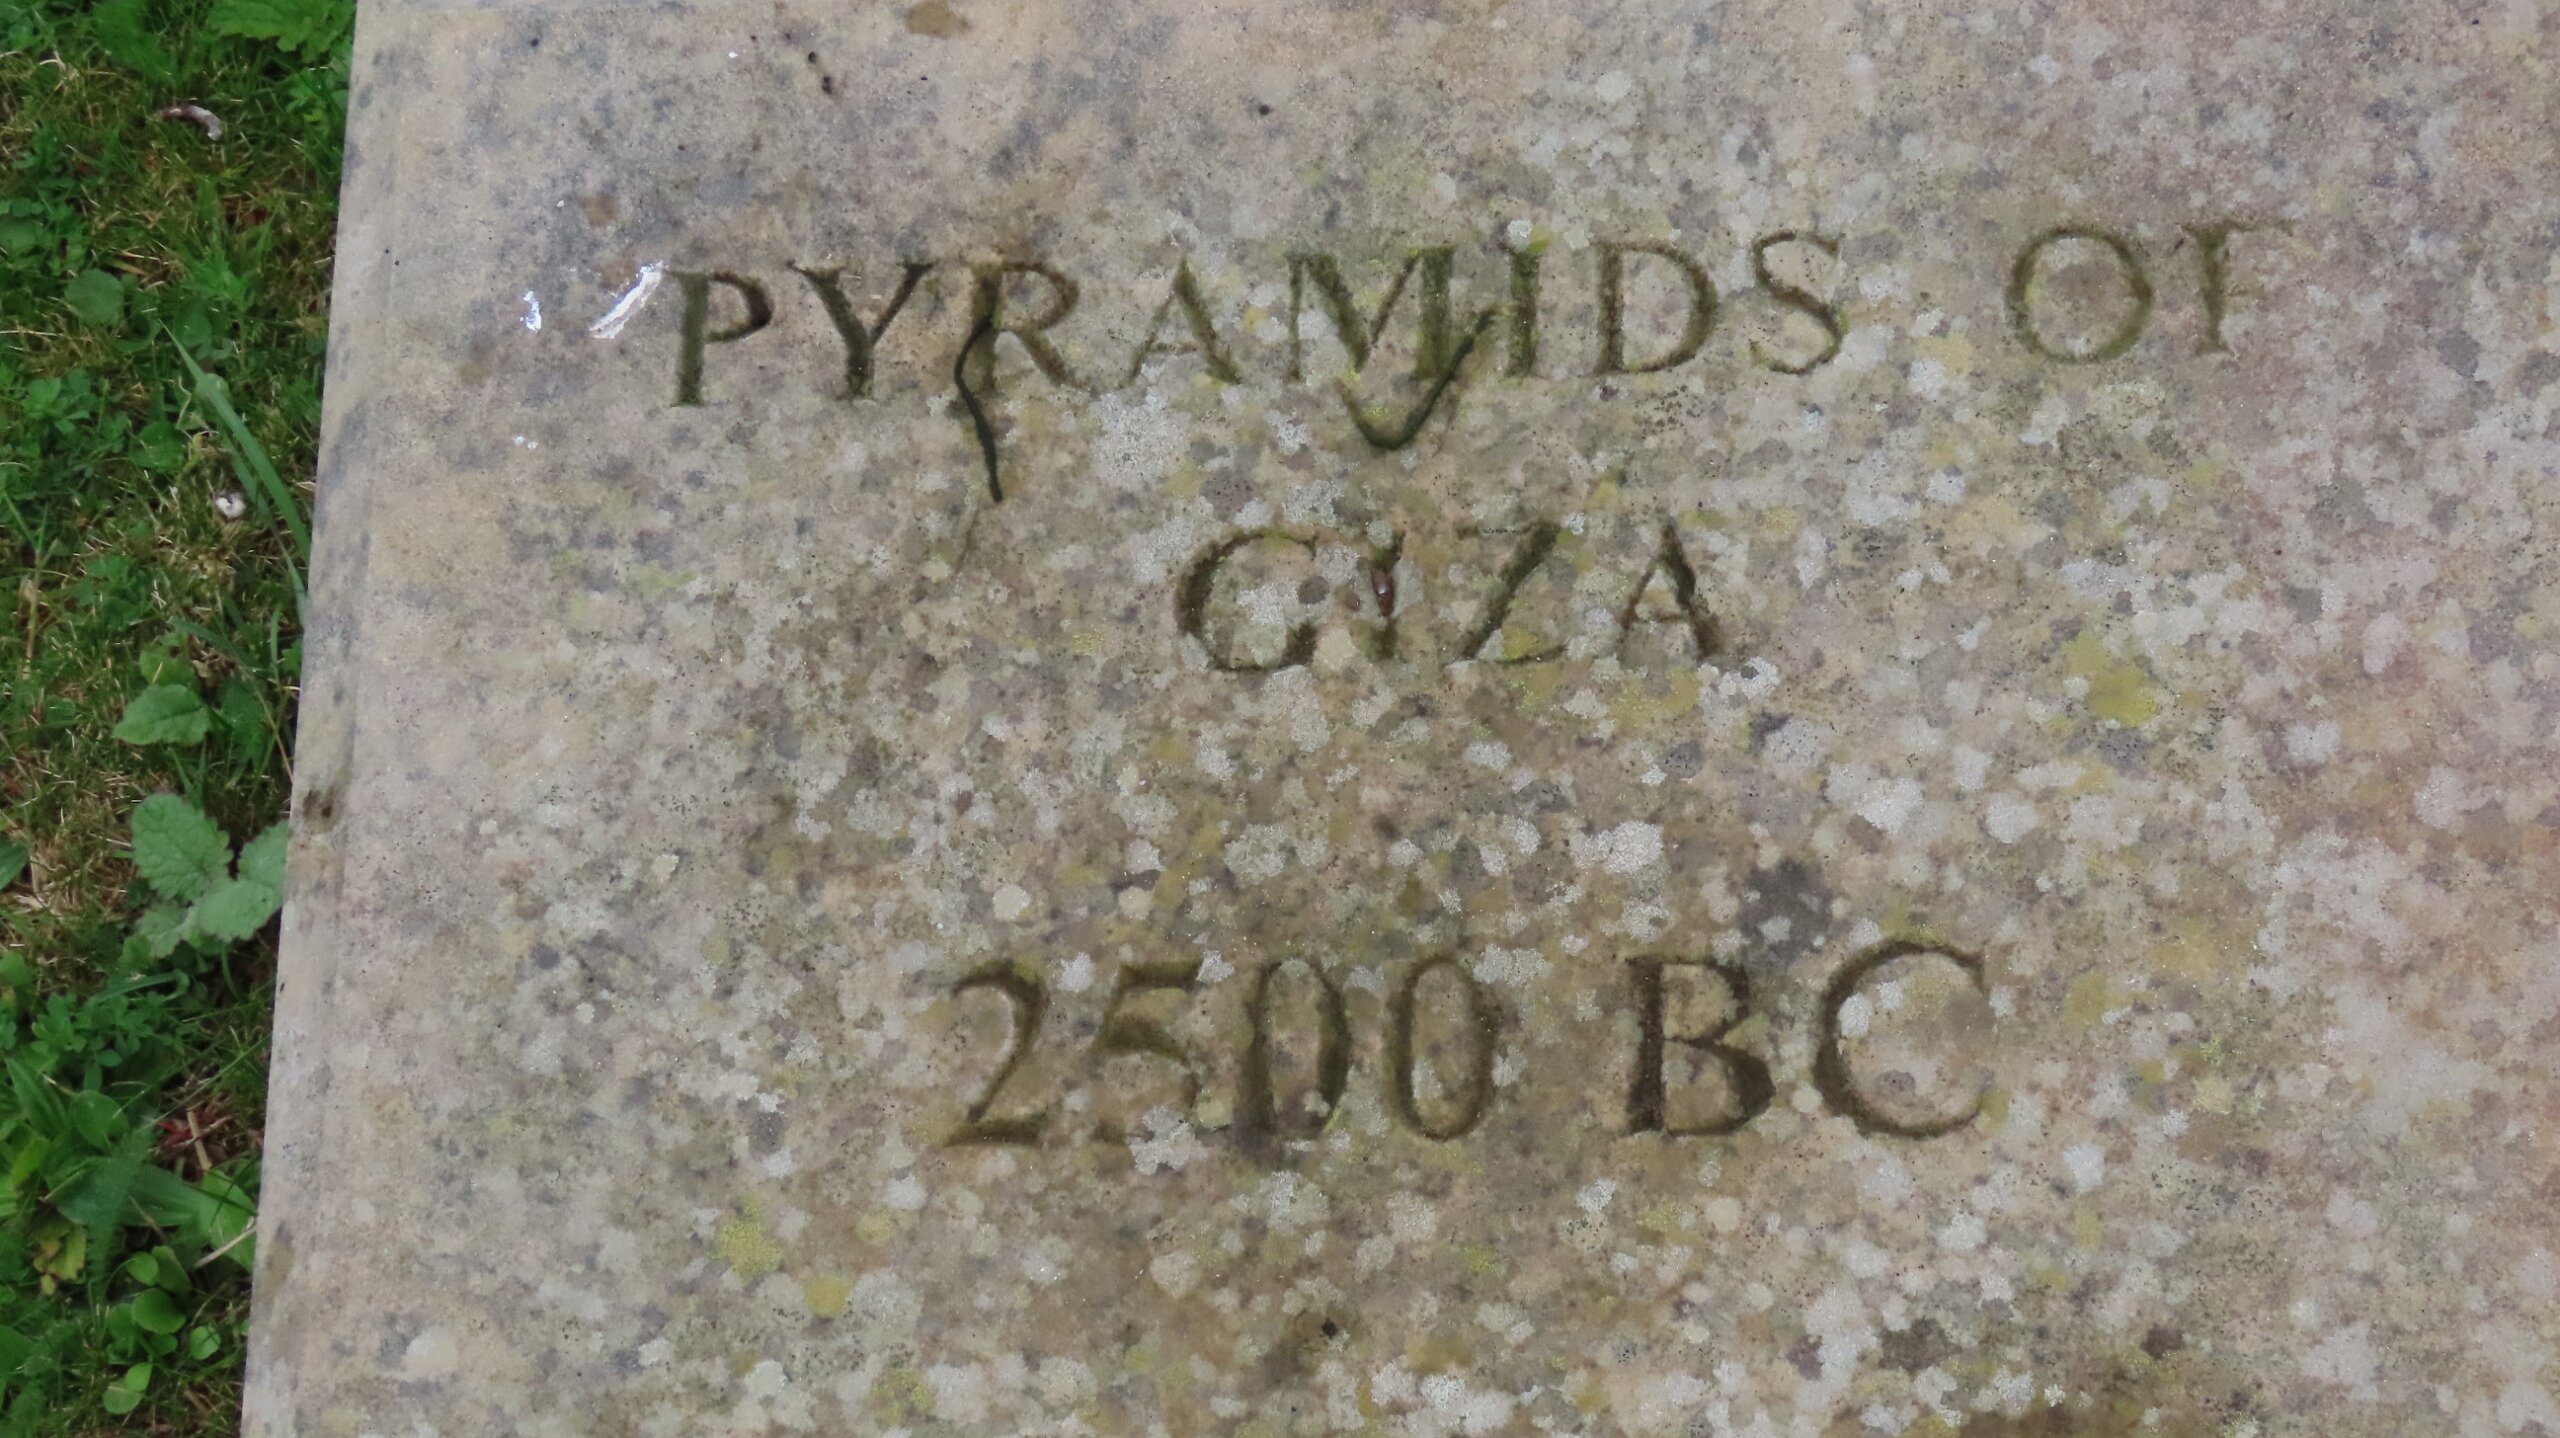 PYRAMIDS OF
GIZA
2500 BC